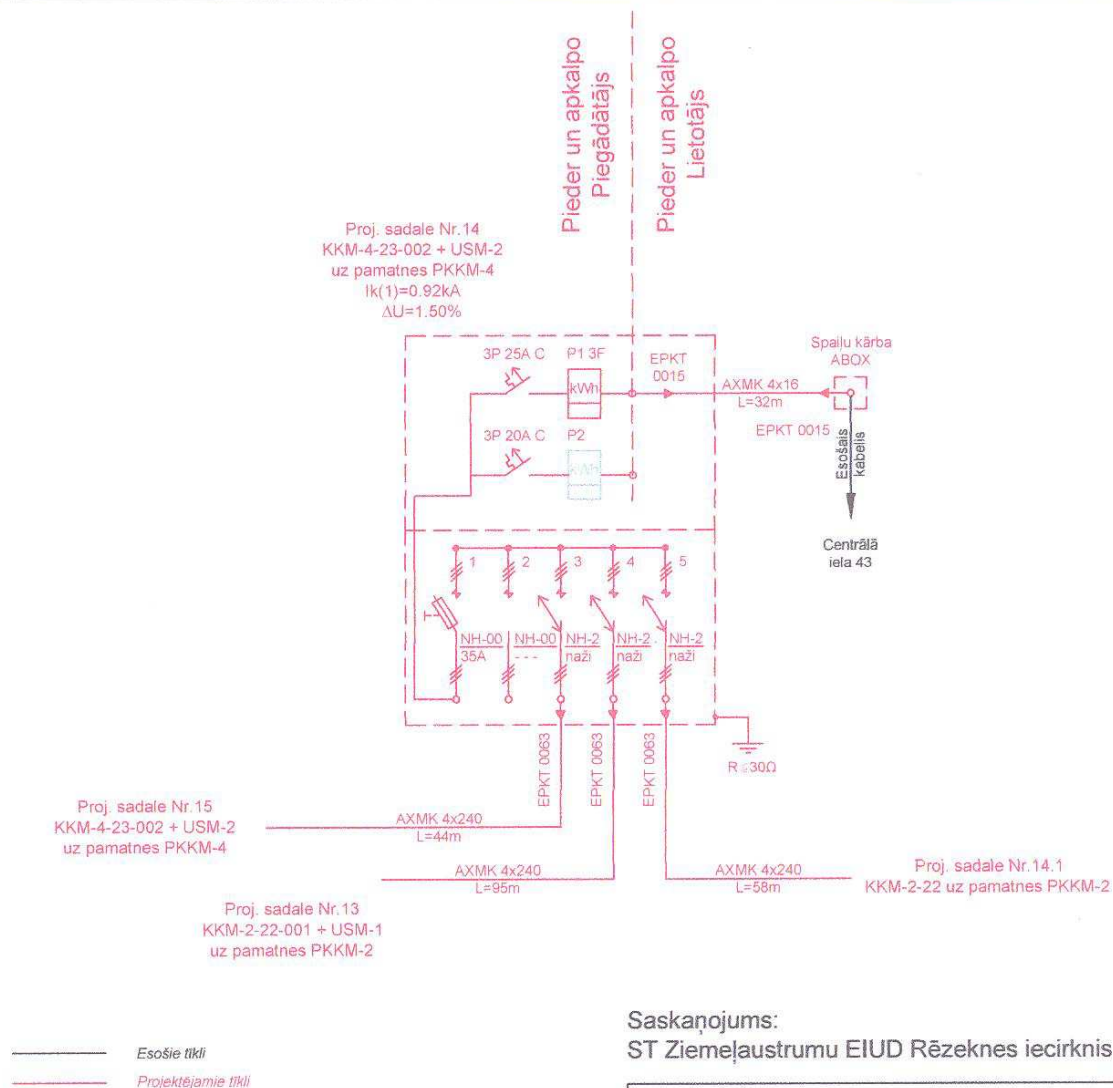 Pieder un apkalpo
Piegādātājs
Pieder un apkalpo
Lietotājs
Proj. sadale Nr.14
KKM-4-23-002 + USM-2
uz pamatnes PKKM-4
Ik(1)=0.92kA
ΔU=1.50%
3P 25A C
P1 3F
EPKT
0015
kWh
AXMK 4x16
L=32m
Spaiļu kārba
ABOX
EPKT 0015
Esošais
kabelis
Centrālā
iela 43
3P 20A C
P2
kWh
1
2
3
4
5
NH-00
35A
NH-00
---
NH-2
naži
NH-2
naži
NH-2
naži
EPKT 0063
EPKT 0063
EPKT 0063
R≤30Ω
Proj. sadale Nr.15
KKM-4-23-002 + USM-2
uz pamatnes PKKM-4
AXMK 4x240
L=44m
AXMK 4x240
L=95m
AXMK 4x240
L=58m
Proj. sadale Nr.14.1
KKM-2-22 uz pamatnes PKKM-2
Proj. sadale Nr.13
KKM-2-22-001 + USM-1
uz pamatnes PKKM-2
Saskaņojums:
ST Ziemeļaustrumu EIUD Rēzeknes iecirknis
Esošie tīkli
Projektējamie tīkli